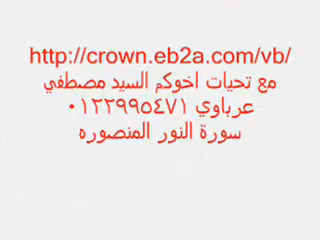 http://crown.eb2a.com/vb/
مع تحيات اخوكم السيد مصطفي
عرباوي ٠١٢٢٩٩٥٤٧١
سورة النور المنصوره